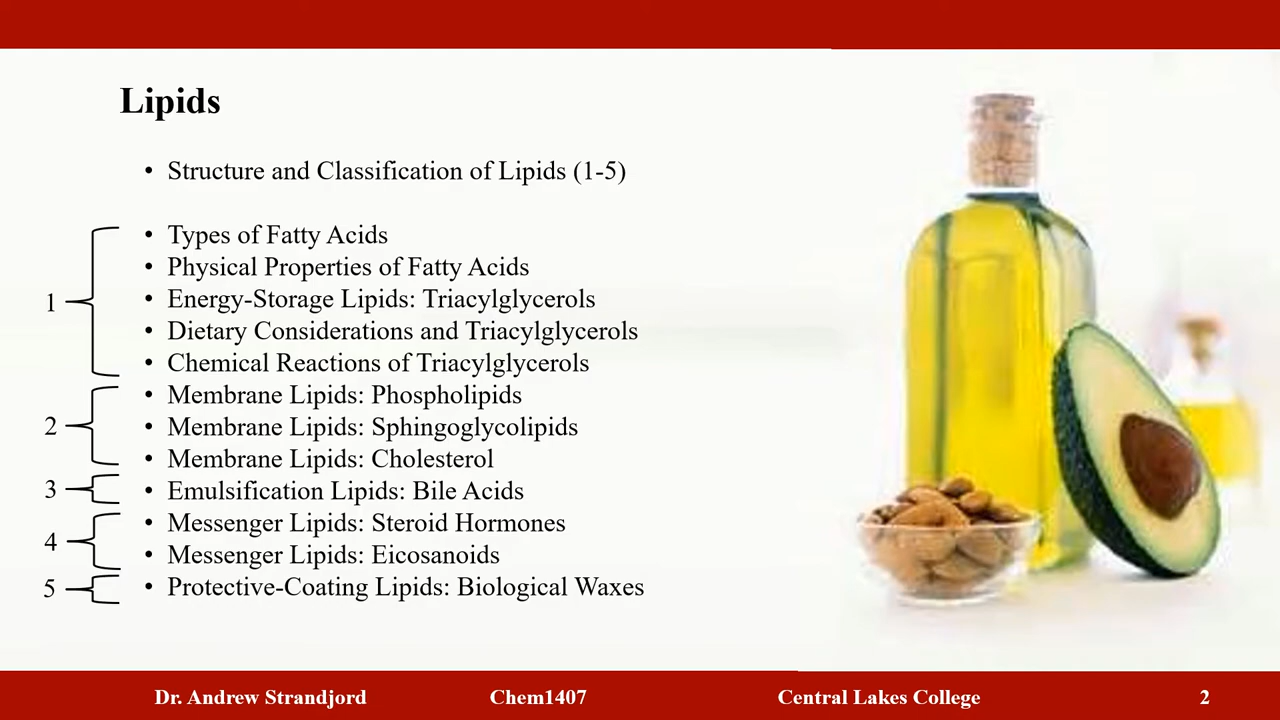 Lipids
• Structure and Classification of Lipids (1-5)
1
• Types of Fatty Acids
• Physical Properties of Fatty Acids
• Energy-Storage Lipids: Triacylglycerols
• Dietary Considerations and Triacylglycerols
• Chemical Reactions of Triacylglycerols
2
• Membrane Lipids: Phospholipids
• Membrane Lipids: Sphingoglycolipids
• Membrane Lipids: Cholesterol
3
• Emulsification Lipids: Bile Acids
4
• Messenger Lipids: Steroid Hormones
• Messenger Lipids: Eicosanoids
5
• Protective-Coating Lipids: Biological Waxes
Dr. Andrew Strandjord Chem1407 Central Lakes College 2